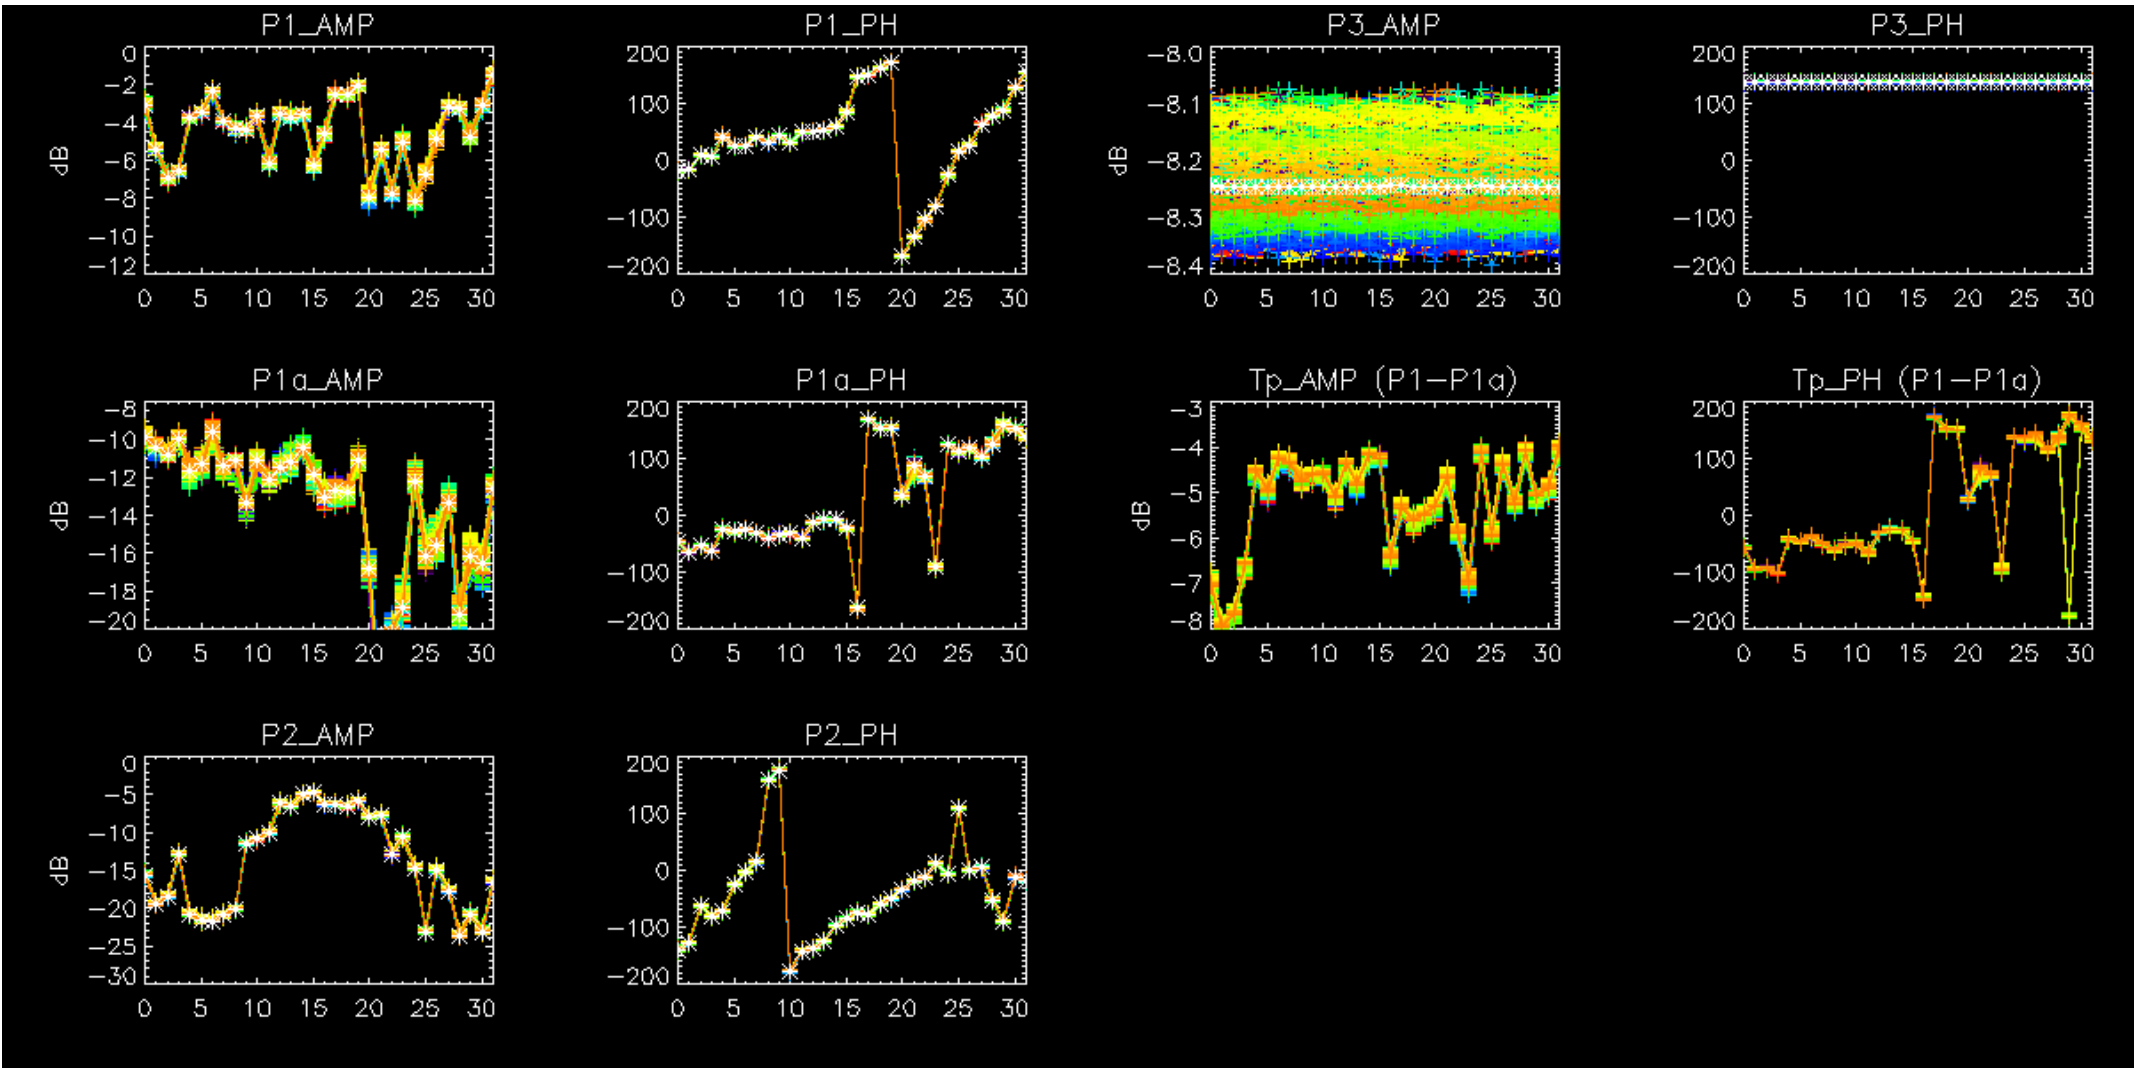 P1_AMP P1_PH P3_AMP P3_PH
0 200 -8.0 200
-2 100 -8.1 100
-4 0 -8.2 0
-6 -100 -8.3 -100
-8 -200 -8.4 -200
-10
-12
dB dB
0 5 10 15 20 25 30 0 5 10 15 20 25 30 0 5 10 15 20 25 30 0 5 10 15 20 25 30
P1a_AMP P1a_PH Tp_AMP (P1-P1a) Tp_PH (P1-P1a)
-8 200 -3 200
-10 100 -4 100
-12 0 -5 0
-14 -100 -6 -100
-16 -200 -7 -200
-18 -8
-20
dB dB
0 5 10 15 20 25 30 0 5 10 15 20 25 30 0 5 10 15 20 25 30 0 5 10 15 20 25 30
P2_AMP P2_PH
0 200
-5 100
-10 0
-15 -100
-20 -200
-25
-30
dB
0 5 10 15 20 25 30 0 5 10 15 20 25 30